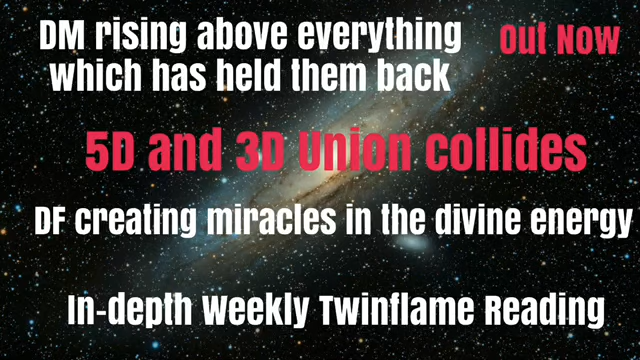 DM rising above everything
which has held them back
Out Now
5D and 3D Union collides
DF creating miracles in the divine energy
In-depth Weekly Twinflame Reading